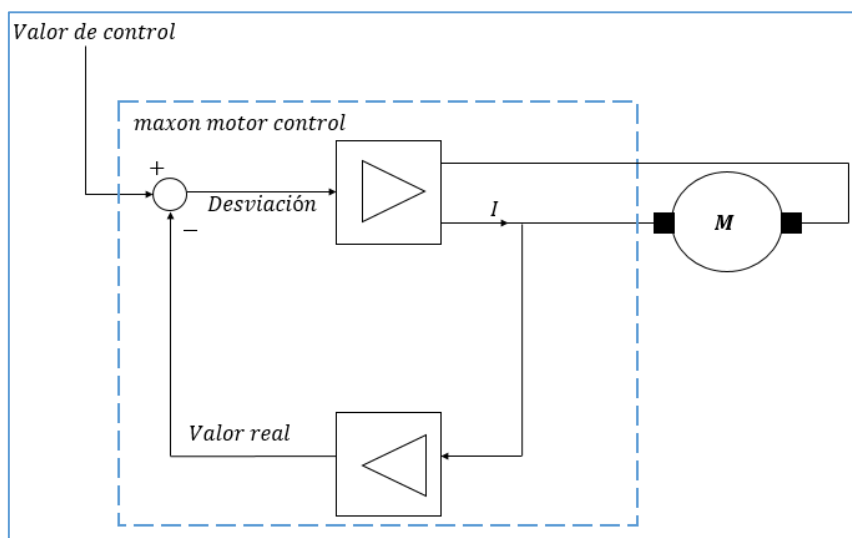 Valor de control
maxon motor control
+
Desviación
−
I
M
Valor real